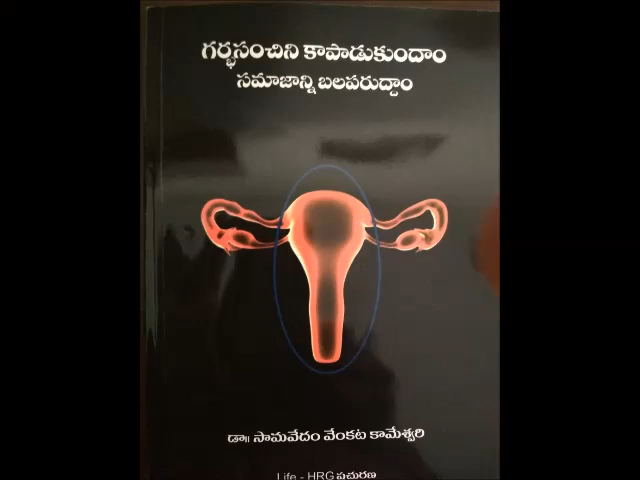 గర్భసంచిని కాపాడుకుందాం
సమాజాన్ని బలపరుద్దాం
డా॥ సామవేదం వేంకట కామేశ్వరి
Life - HRG ప్రచురణ